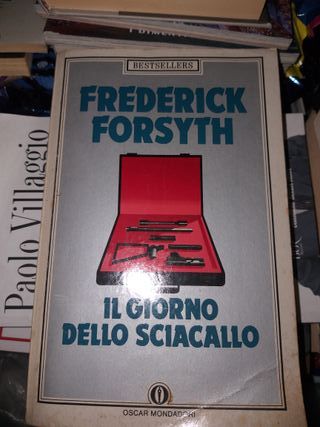 BESTSELLERS
FREDERICK
FORSYTH
IL GIORNO
DELLO SCIACALLO
OSCAR MONDADORI
Paolo Villaggio